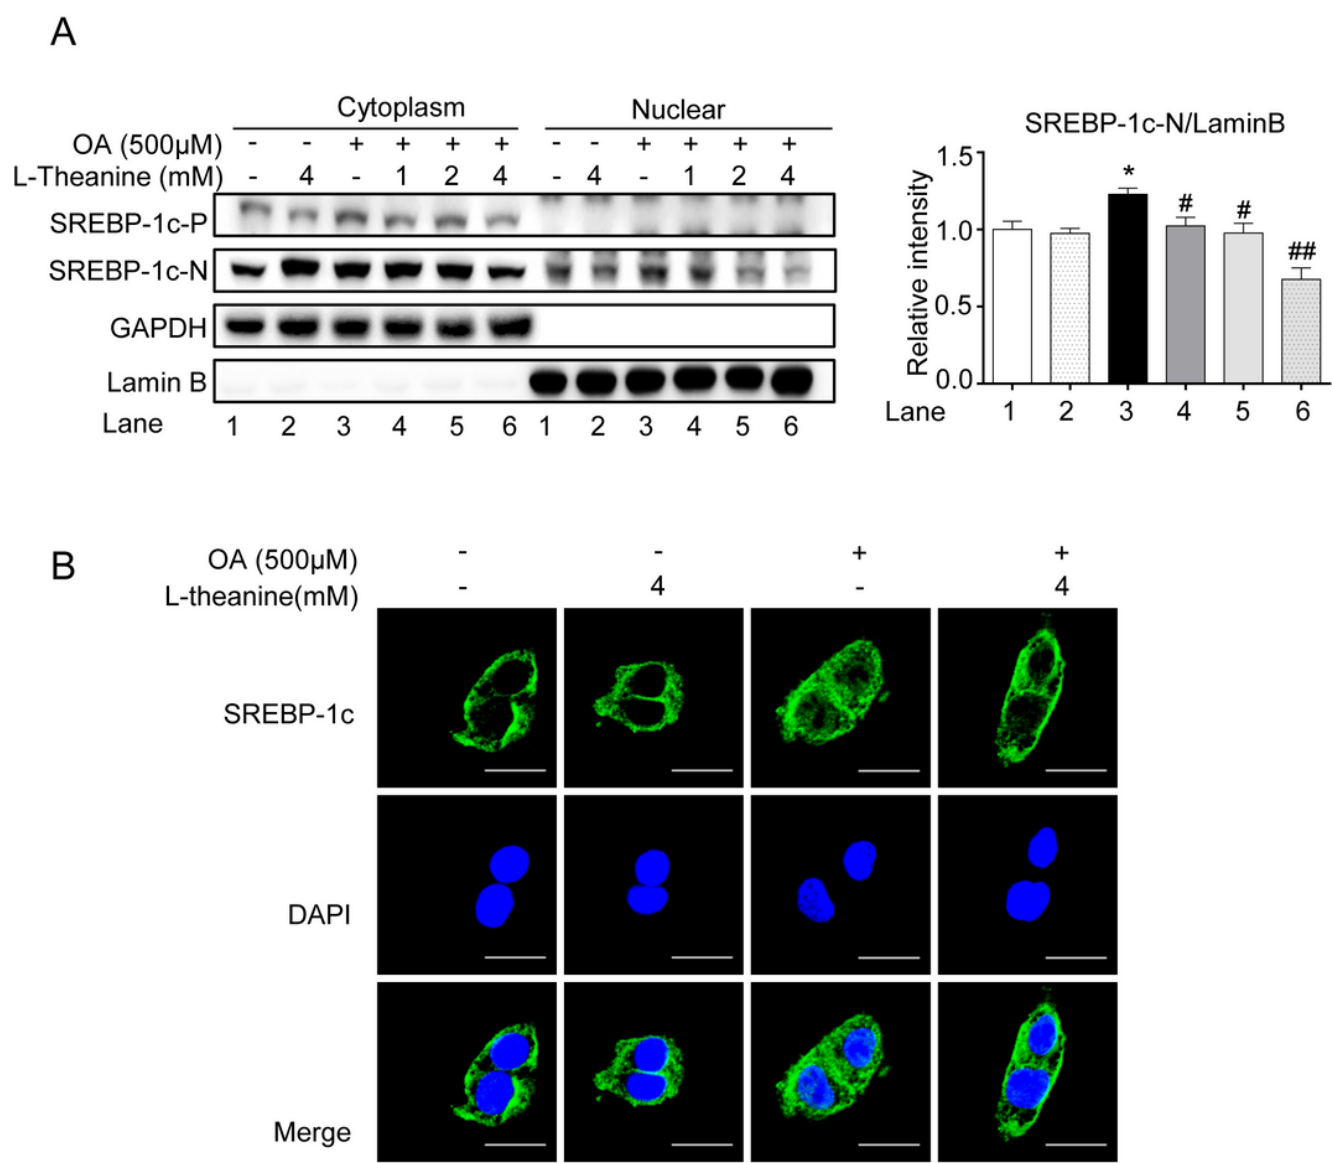 A
Cytoplasm Nuclear
OA (500μM) - - + + + + - - + + + +
L-Theanine (mM) - 4 - 1 2 4 - 4 - 1 2 4
SREBP-1c-P
SREBP-1c-N
GAPDH
Lamin B
Lane 1 2 3 4 5 6 1 2 3 4 5 6
SREBP-1c-N/LaminB
Relative intensity
1.5
1.0
0.5
0.0
* # # ##
Lane 1 2 3 4 5 6
B
OA (500μM) - - + +
L-theanine(mM) - 4 - 4
SREBP-1c
DAPI
Merge